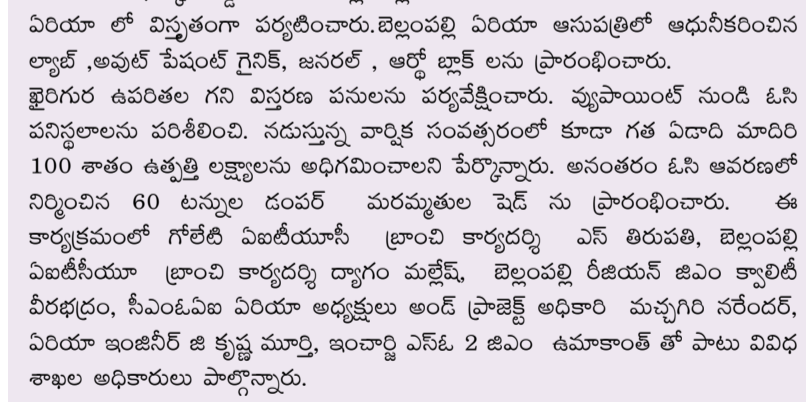 ఏరియా లో విస్తృతంగా పర్యటించారు.బెల్లంపల్లి ఏరియా ఆసుపత్రిలో ఆధునీకరించిన
ల్యాబ్ ,అవుట్ పేషంట్ గైనిక్, జనరల్ , ఆర్థో బ్లాక్ లను ప్రారంభించారు.
ఖైరిగుర ఉపరితల గని విస్తరణ పనులను పర్యవేక్షించారు. వ్యుపాయింట్ నుండి ఓసి
పనిస్థలాలను పరిశీలించి. నడుస్తున్న వార్షిక సంవత్సరంలో కూడా గత ఏడాది మాదిరి
100 శాతం ఉత్పత్తి లక్ష్యాలను అధిగమించాలని పేర్కొన్నారు. అనంతరం ఓసి ఆవరణలో
నిర్మించిన 60 టన్నుల డంపర్ మరమ్మతుల షెడ్ ను ప్రారంభించారు. ఈ
కార్యక్రమంలో గోలేటి ఏఐటీయూసీ బ్రాంచి కార్యదర్శి ఎస్ తిరుపతి, బెల్లంపల్లి
ఏఐటీసీయూ బ్రాంచి కార్యదర్శి ద్యాగం మల్లేష్, బెల్లంపల్లి రీజియన్ జిఎం క్వాలిటీ
వీరభద్రం, సీఎంఓఏఐ ఏరియా అధ్యక్షులు అండ్ ప్రాజెక్ట్ అధికారి మచ్చగిరి నరేందర్,
ఏరియా ఇంజినీర్ జి కృష్ణ మూర్తి, ఇంచార్జి ఎస్ఓ 2 జిఎం ఉమాకాంత్ తో పాటు వివిధ
శాఖల అధికారులు పాల్గొన్నారు.